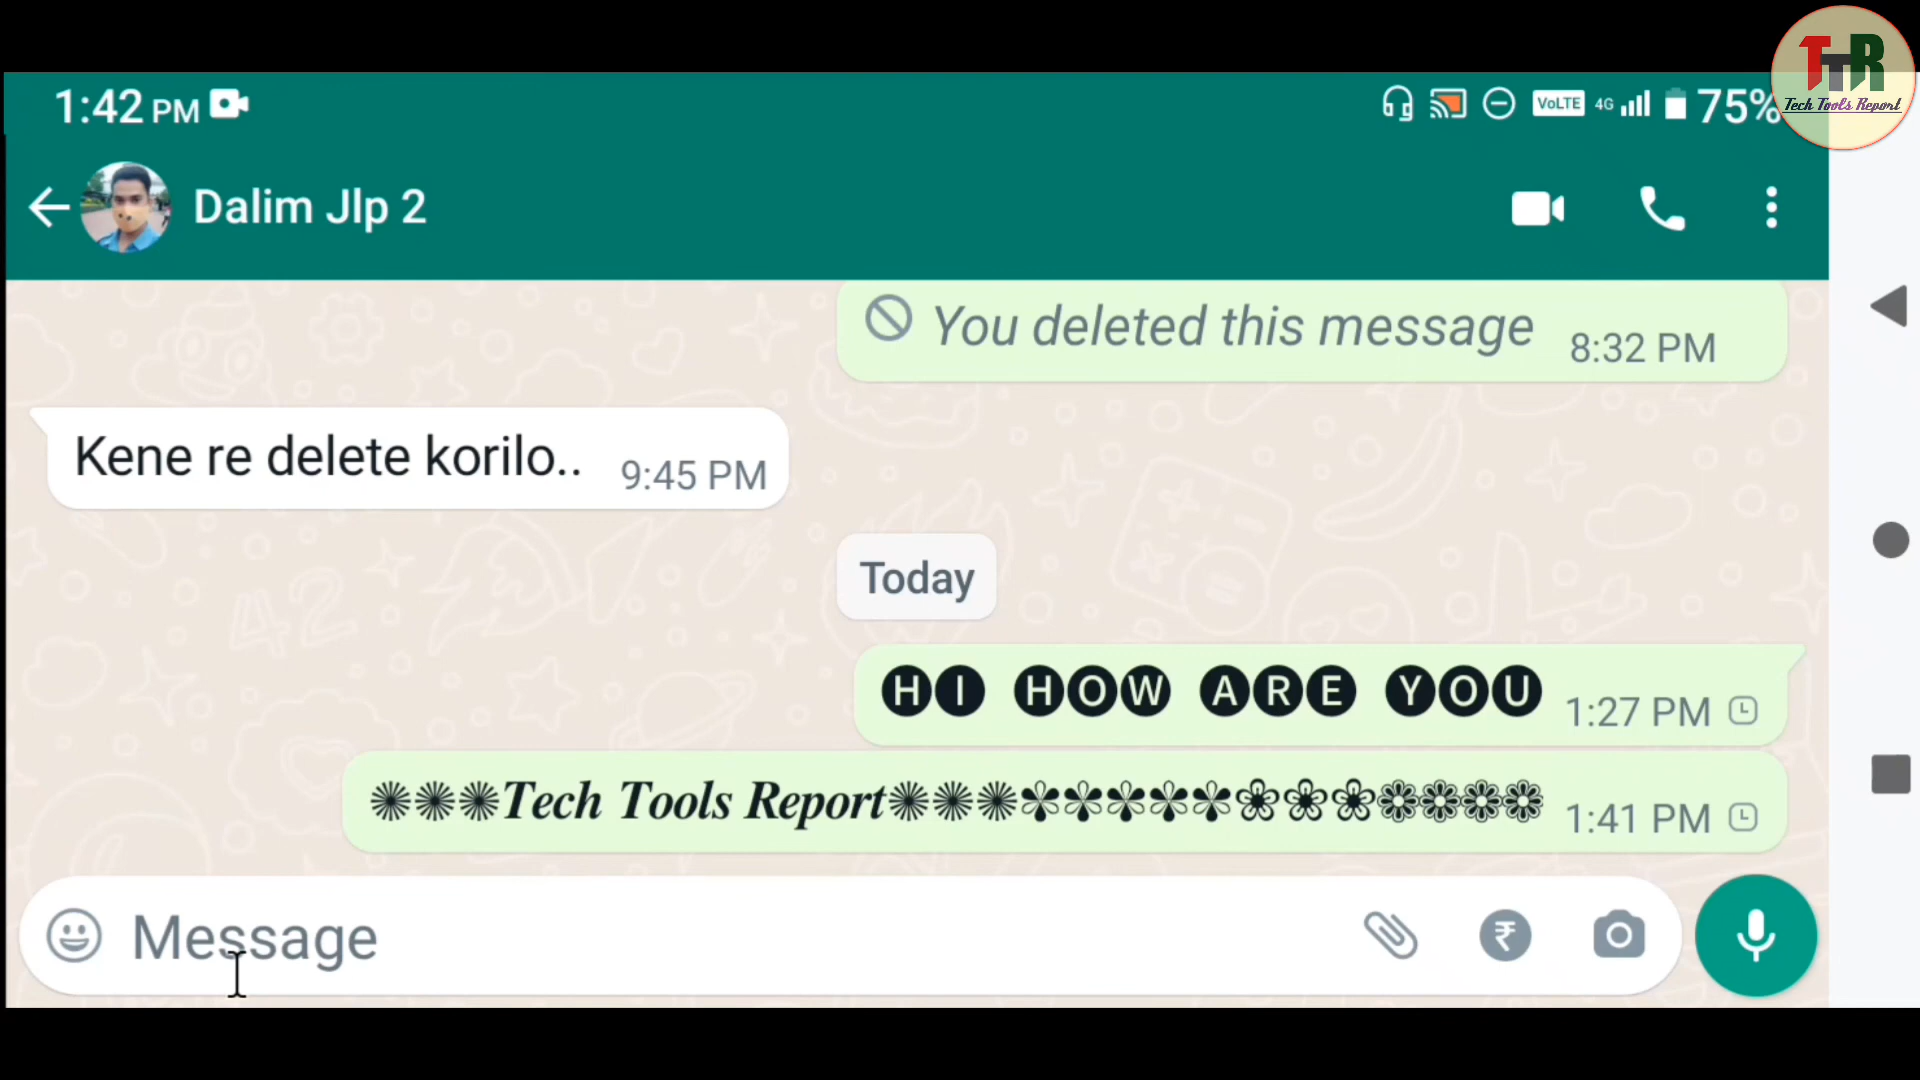 1:42 PM VoLTE 4G 75%
TTR
Tech Tools Report
Dalim Jlp 2
You deleted this message 8:32 PM
Kene re delete korilo.. 9:45 PM
Today
🅗🅘 🅗🅞🅦 🅐🅡🅔 🅨🅞🅤 1:27 PM
✺✺✺𝑻𝒆𝒄𝒉 𝑻𝒐𝒐𝒍𝒔 𝑹𝒆𝒑𝒐𝒓𝒕✺✺✺✽✽✽✽✽❀❀❀❁❁❁❁ 1:41 PM
Message